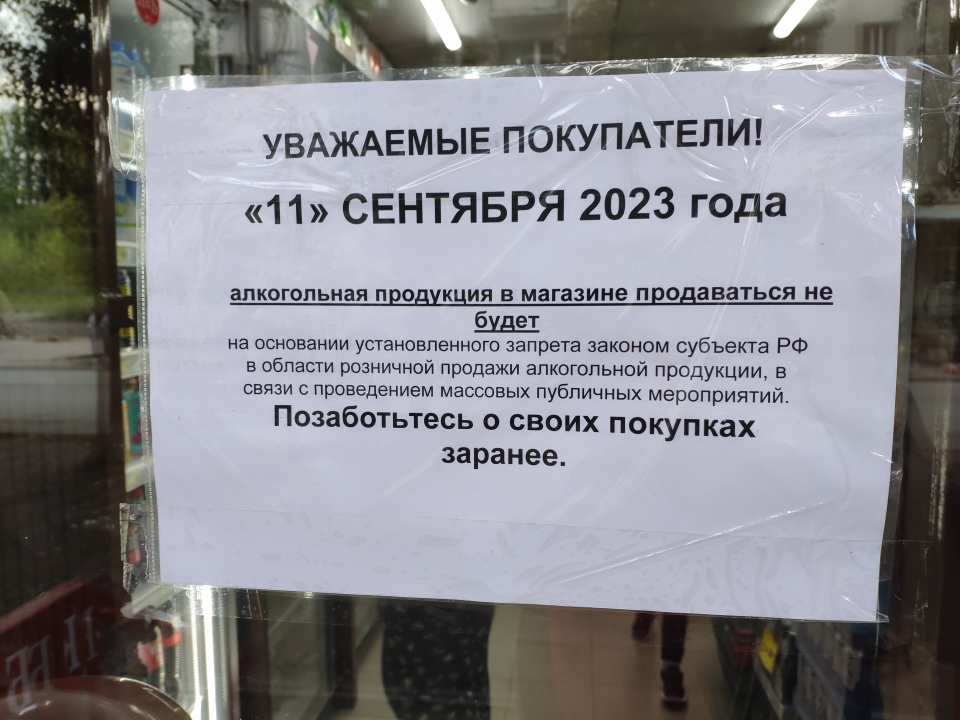 УВАЖАЕМЫЕ ПОКУПАТЕЛИ!
«11» СЕНТЯБРЯ 2023 года
алкогольная продукция в магазине продаваться не
будет
на основании установленного запрета законом субъекта РФ
в области розничной продажи алкогольной продукции, в
связи с проведением массовых публичных мероприятий.
Позаботьтесь о своих покупках
заранее.